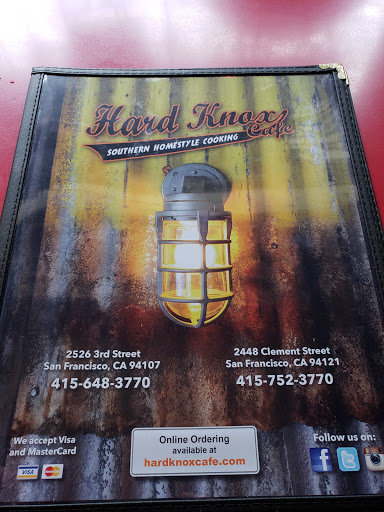 Hard Knox
Cafe
SOUTHERN HOMESTYLE COOKING
2526 3rd Street
San Francisco, CA 94107
415-648-3770
2448 Clement Street
San Francisco, CA 94121
415-752-3770
We accept Visa
and MasterCard
VISA
MasterCard
Online Ordering
available at
hardknoxcafe.com
Follow us on: